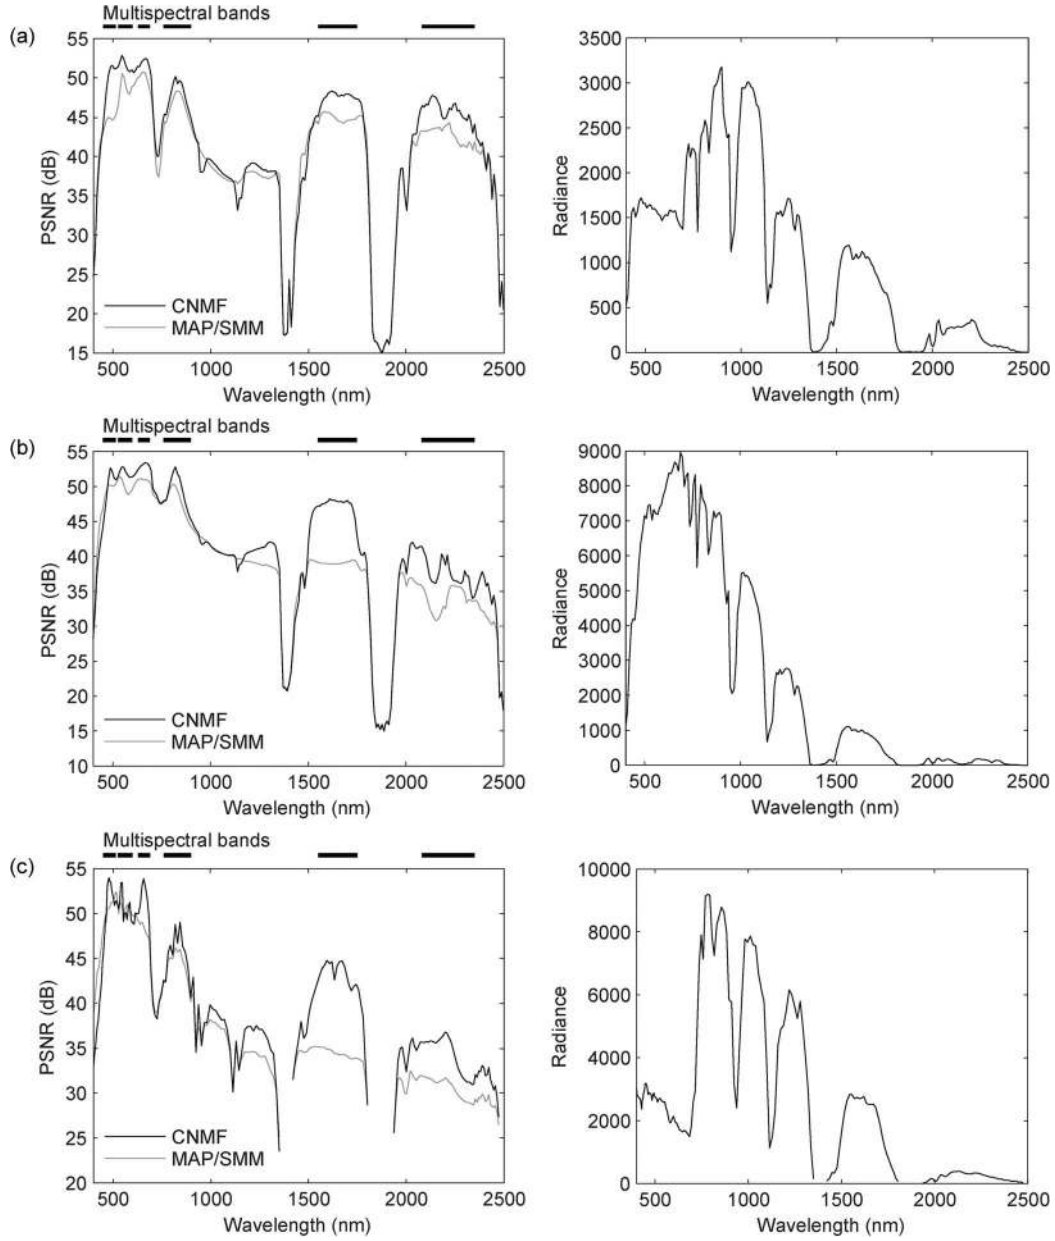 Multispectral bands
(a)
55
50
45
40
35
30
25
20
15
PSNR (dB)
CNMF
MAP/SMM
500 1000 1500 2000 2500
Wavelength (nm)
3500
3000
2500
2000
1500
1000
500
0
Radiance
500 1000 1500 2000 2500
Wavelength (nm)
Multispectral bands
(b)
55
50
45
40
35
30
25
20
15
10
PSNR (dB)
CNMF
MAP/SMM
500 1000 1500 2000 2500
Wavelength (nm)
9000
8000
7000
6000
5000
4000
3000
2000
1000
0
Radiance
500 1000 1500 2000 2500
Wavelength (nm)
Multispectral bands
(c)
55
50
45
40
35
30
25
20
PSNR (dB)
CNMF
MAP/SMM
500 1000 1500 2000 2500
Wavelength (nm)
10000
8000
6000
4000
2000
0
Radiance
500 1000 1500 2000 2500
Wavelength (nm)